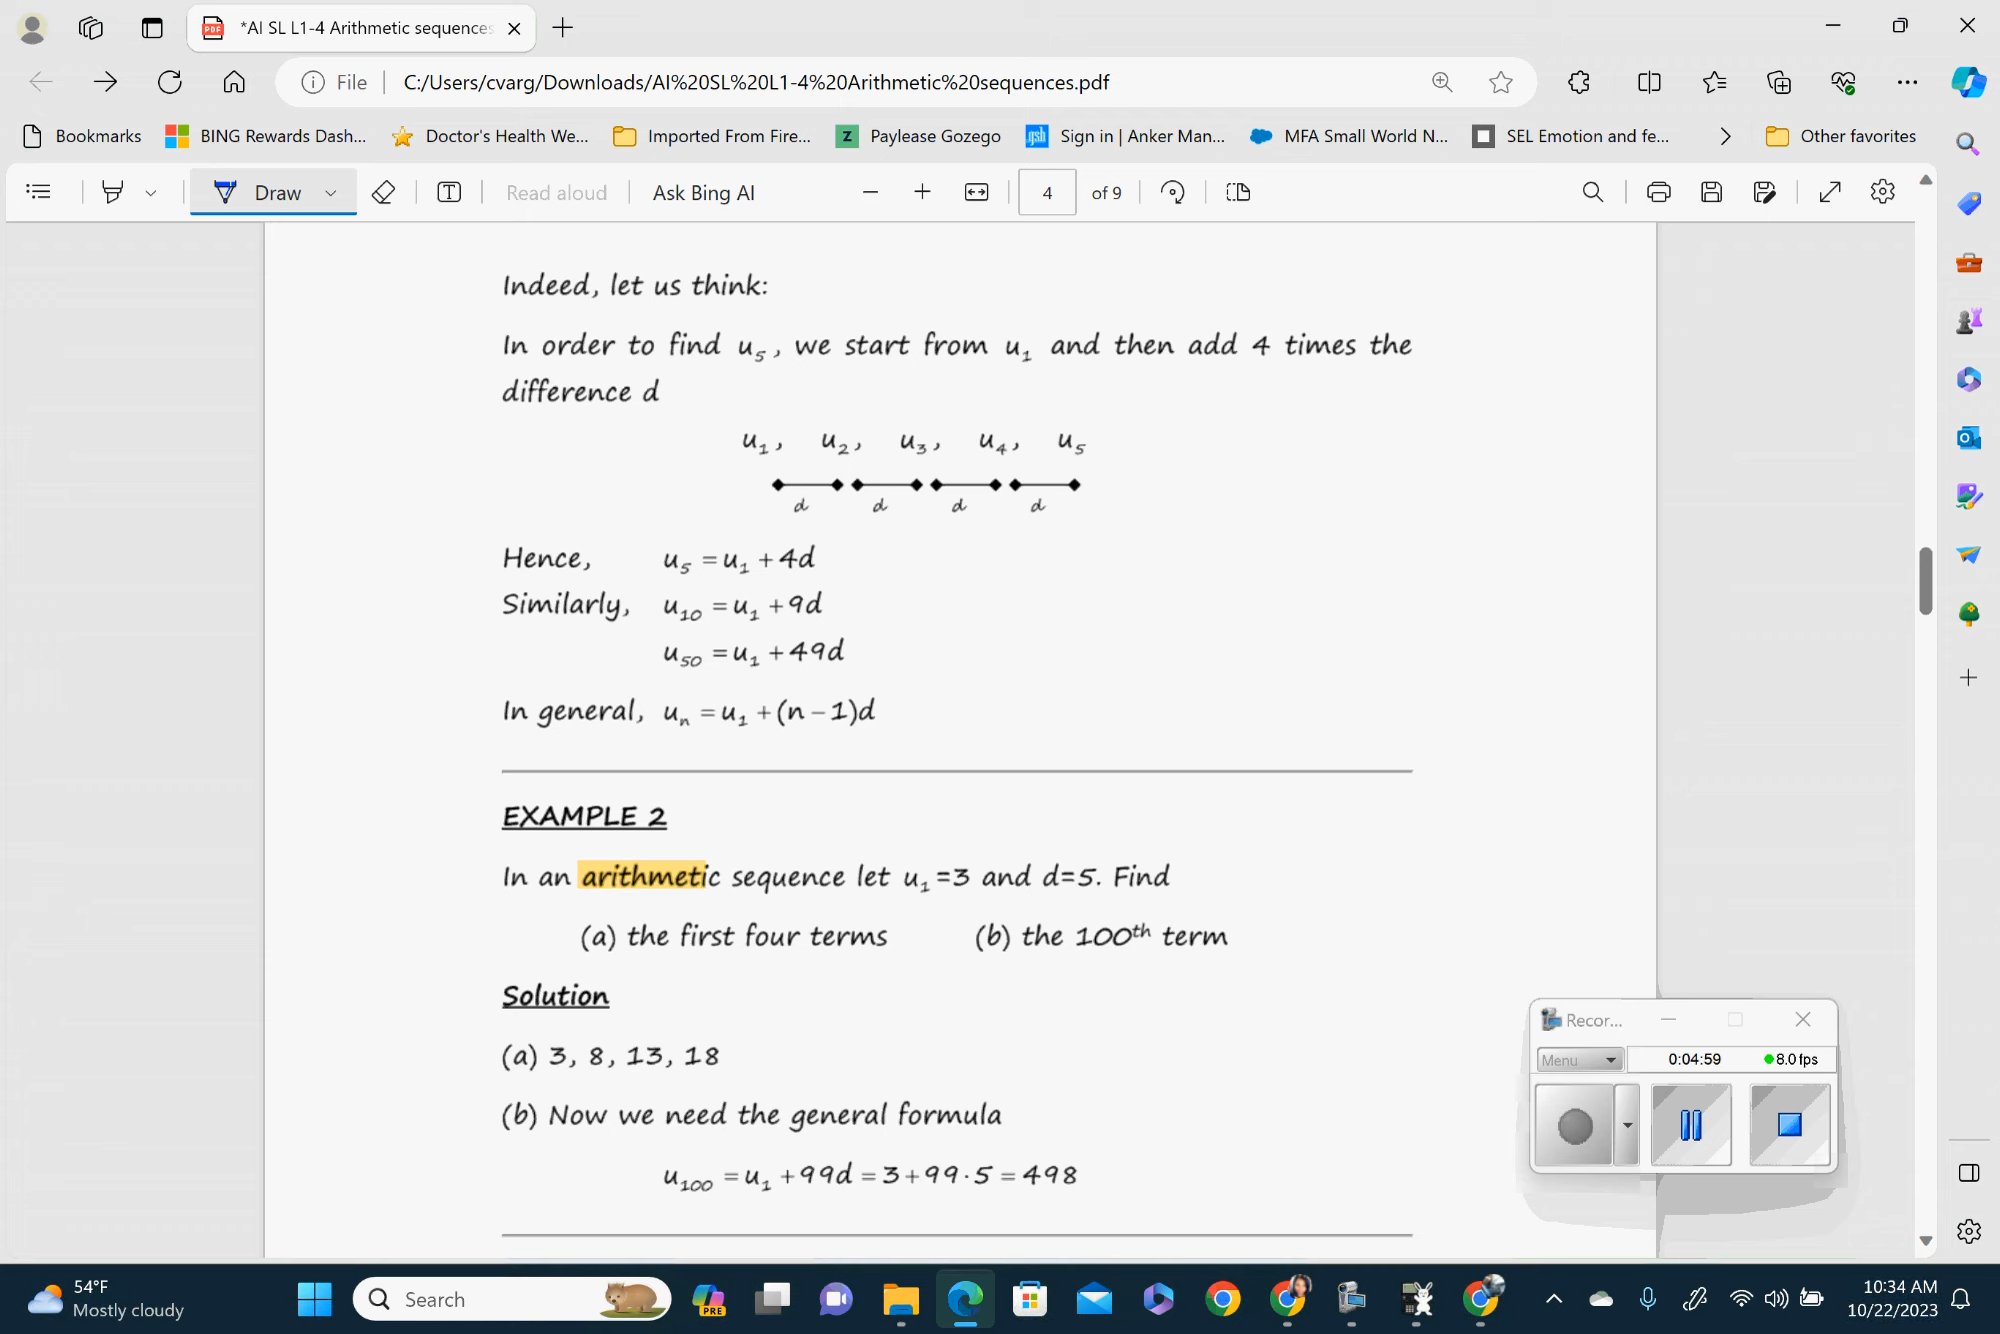 *AI SL L1-4 Arithmetic sequences
File C:/Users/cvarg/Downloads/AI%20SL%20L1-4%20Arithmetic%20sequences.pdf
Bookmarks BING Rewards Dash... Doctor's Health We... Imported From Fire... Z Paylease Gozego gsh Sign in | Anker Man... MFA Small World N... SEL Emotion and fe... Other favorites
Draw Read aloud Ask Bing AI 4 of 9
Indeed, let us think:
In order to find u₅, we start from u₁ and then add 4 times the
difference d
u₁, u₂, u₃, u₄, u₅
d d d d
Hence, u₅ = u₁ + 4d
Similarly, u₁₀ = u₁ + 9d
u₅₀ = u₁ + 49d
In general, uₙ = u₁ + (n – 1)d
EXAMPLE 2
In an arithmetic sequence let u₁=3 and d=5. Find
(a) the first four terms (b) the 100ᵗʰ term
Solution
(a) 3, 8, 13, 18
(b) Now we need the general formula
u₁₀₀ = u₁ + 99d = 3 + 99·5 = 498
Recor...
Menu 0:04:59 8.0 fps
54°F
Mostly cloudy
Search
PRE
10:34 AM
10/22/2023